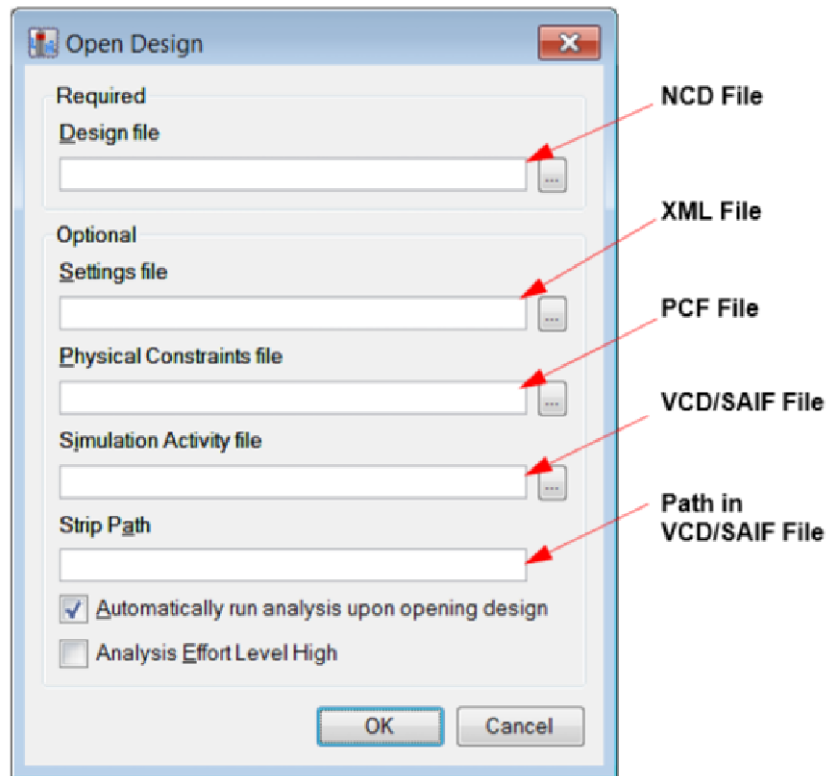 Open Design
Required
NCD File
Design file
...
XML File
Optional
Settings file
...
PCF File
Physical Constraints file
...
VCD/SAIF File
Simulation Activity file
...
Path in
VCD/SAIF File
Strip Path
Automatically run analysis upon opening design
Analysis Effort Level High
OK
Cancel